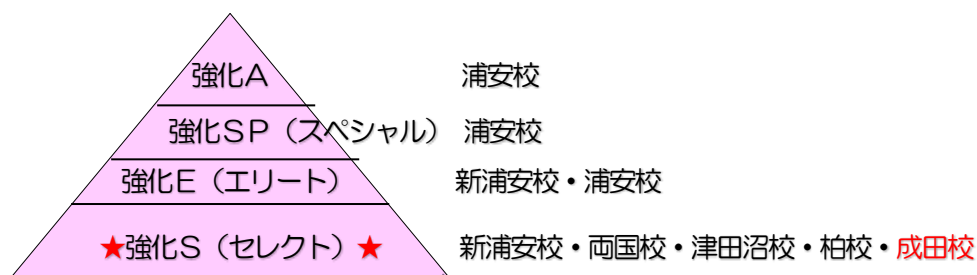 強化Ａ 浦安校
強化ＳＰ（スペシャル） 浦安校
強化Ｅ（エリート） 新浦安校・浦安校
★強化Ｓ（セレクト）★ 新浦安校・両国校・津田沼校・柏校・成田校